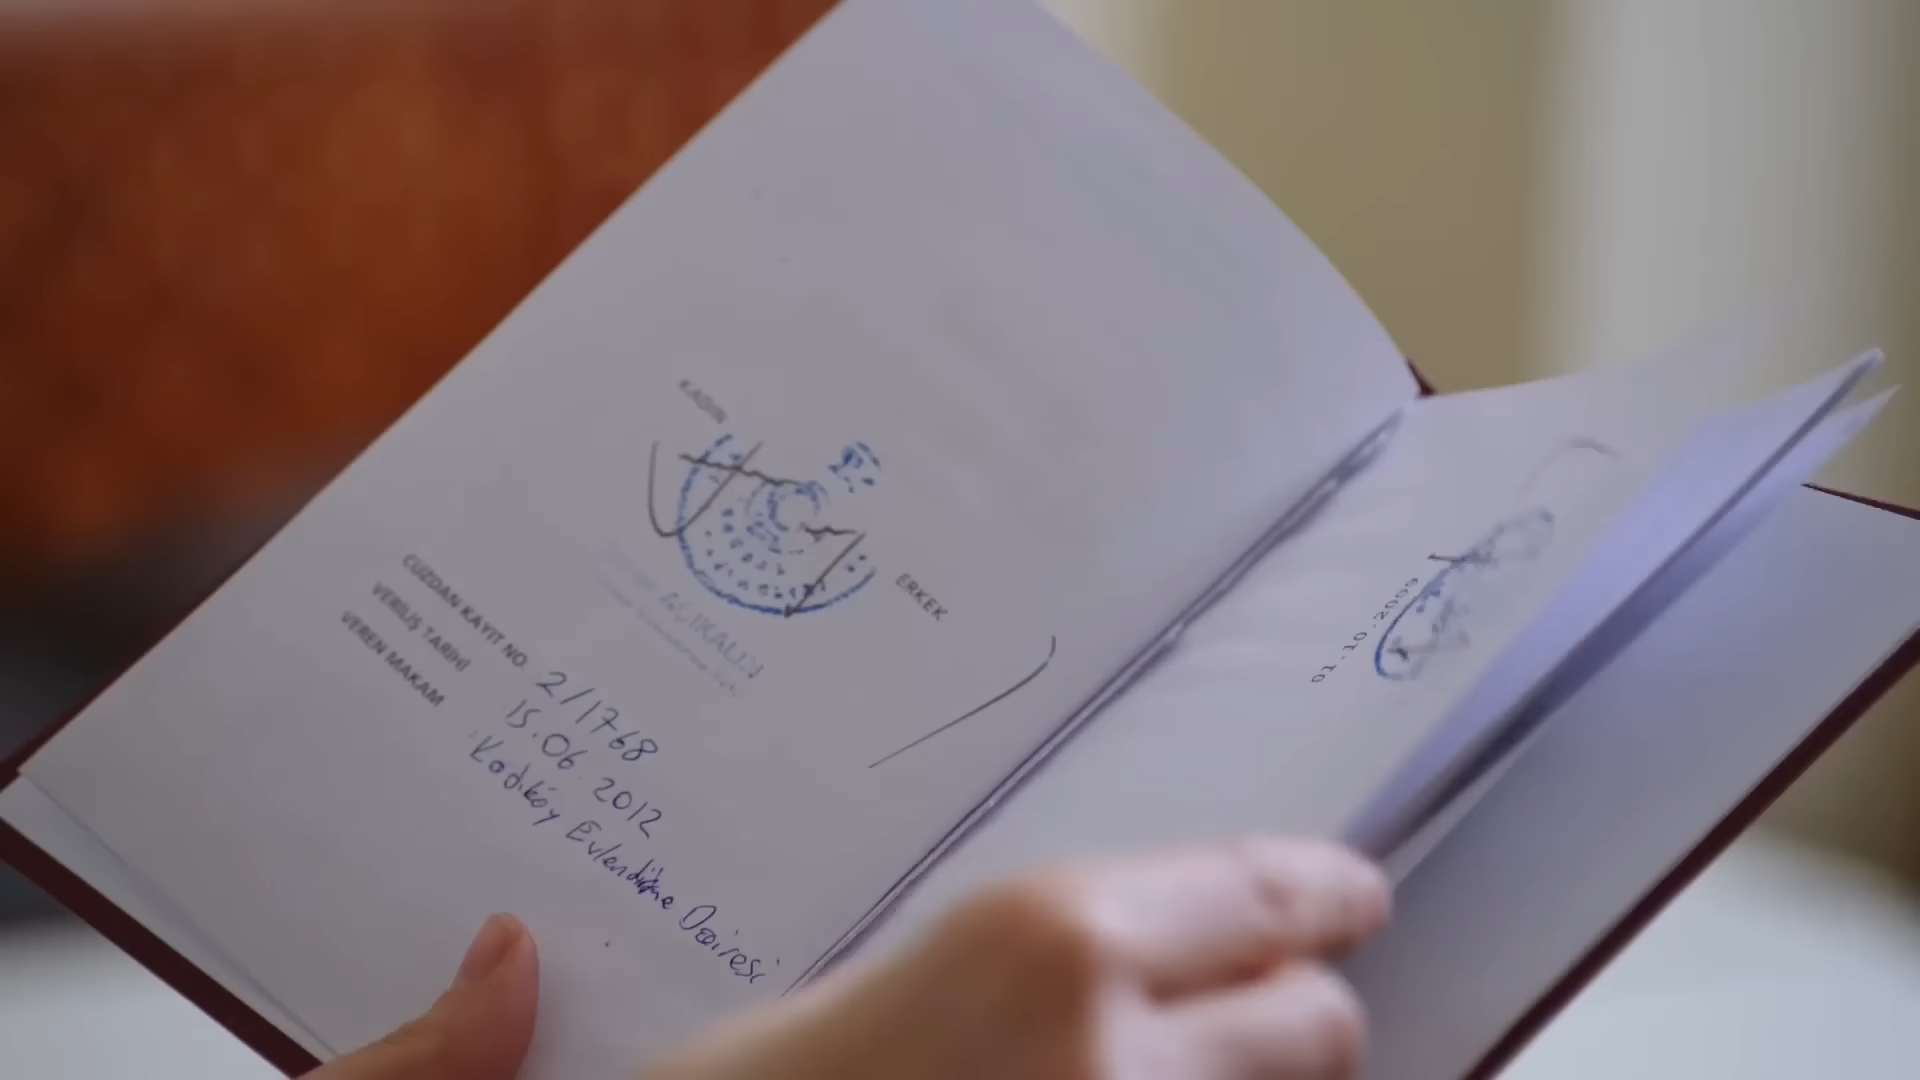 KADIN
ERKEK
AÇIKALIN
CÜZDAN KAYIT NO 2/1768
VERİLİŞ TARİHİ 15.06.2012
VEREN MAKAM Kadıköy Evlendirme Dairesi
01.10.2009